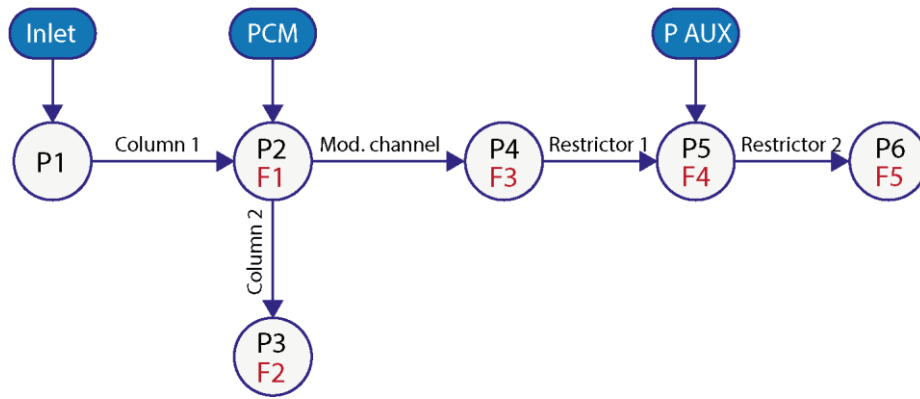 Inlet
PCM
P AUX
P1
Column 1
P2
F1
Mod. channel
P4
F3
Restrictor 1
P5
F4
Restrictor 2
P6
F5
Column 2
P3
F2